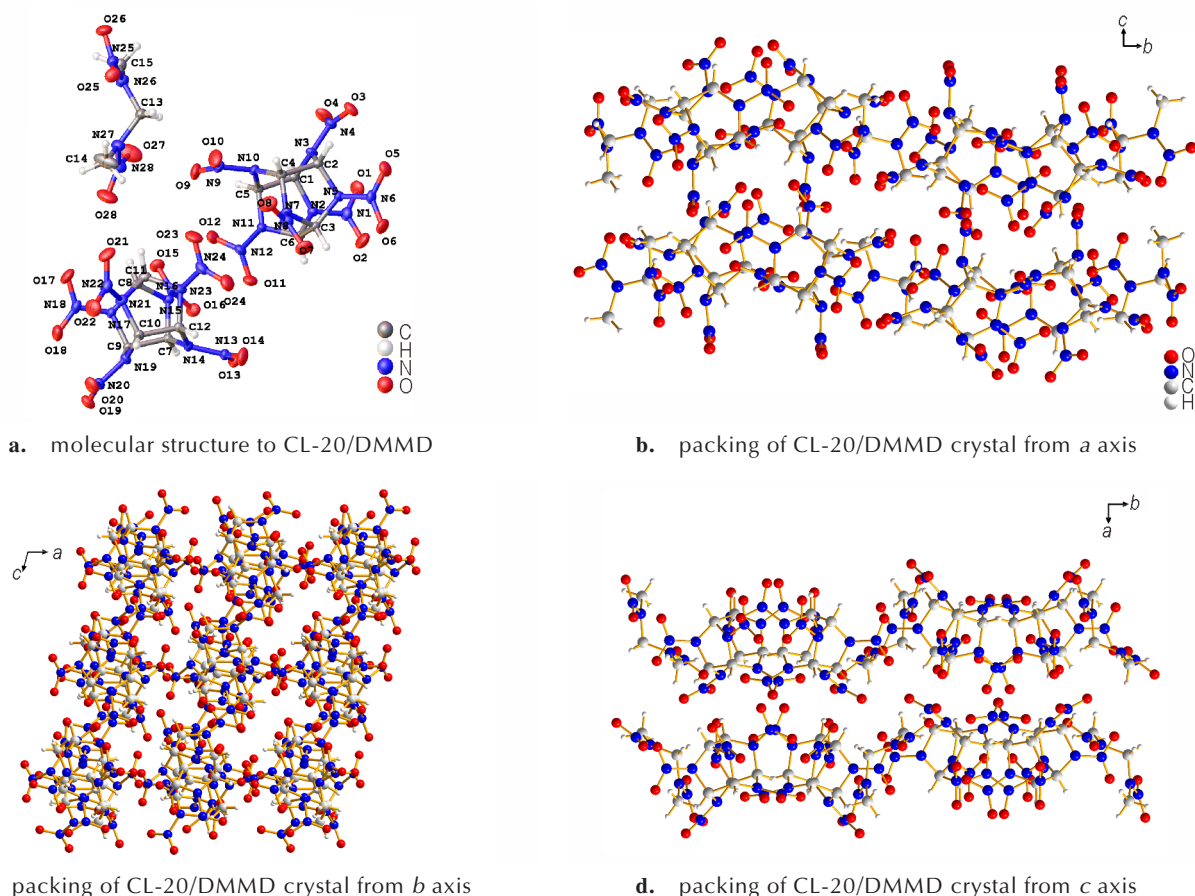 O26
N25
C15
O25
N26
C13
N27
O27
C14
N28
O28
O3
O4
N4
N3
O10
N10
C4
C2
O5
O9
N9
C1
O1
C5
N5
N6
O8
N7
N2
N1
O12
N11
N8
C3
C6
O7
O6
N12
O2
O11
O23
O21
O15
N24
O17
C11
N22
C8
N16
N23
O24
N18
N21
O16
N15
O22
N17
C10
C12
O18
C9
C7
N13
O14
N14
O13
N19
N20
O20
O19
C
H
N
O
a. molecular structure to CL-20/DMMD
c
b
O
N
C
H
b. packing of CL-20/DMMD crystal from a axis
a
c
packing of CL-20/DMMD crystal from b axis
b
a
d. packing of CL-20/DMMD crystal from c axis